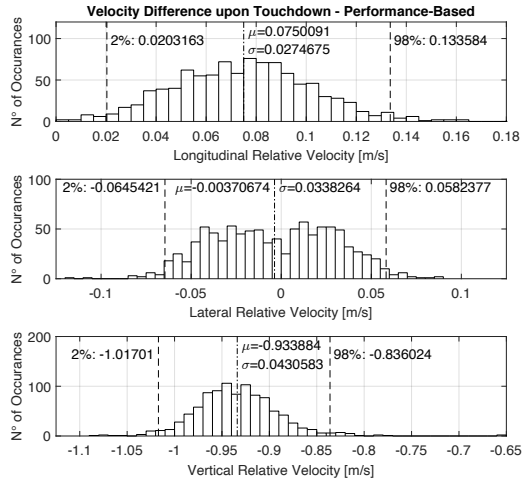 Velocity Difference upon Touchdown - Performance-Based
N° of Occurances
100
50
0
2%: 0.0203163
μ=0.0750091
σ=0.0274675
98%: 0.133584
0 0.02 0.04 0.06 0.08 0.1 0.12 0.14 0.16 0.18
Longitudinal Relative Velocity [m/s]
N° of Occurances
100
50
0
2%: -0.0645421 μ=-0.00370674 σ=0.0338264 98%: 0.0582377
-0.1 -0.05 0 0.05 0.1
Lateral Relative Velocity [m/s]
N° of Occurances
200
100
0
2%: -1.01701
μ=-0.933884
σ=0.0430583
98%: -0.836024
-1.1 -1.05 -1 -0.95 -0.9 -0.85 -0.8 -0.75 -0.7 -0.65
Vertical Relative Velocity [m/s]